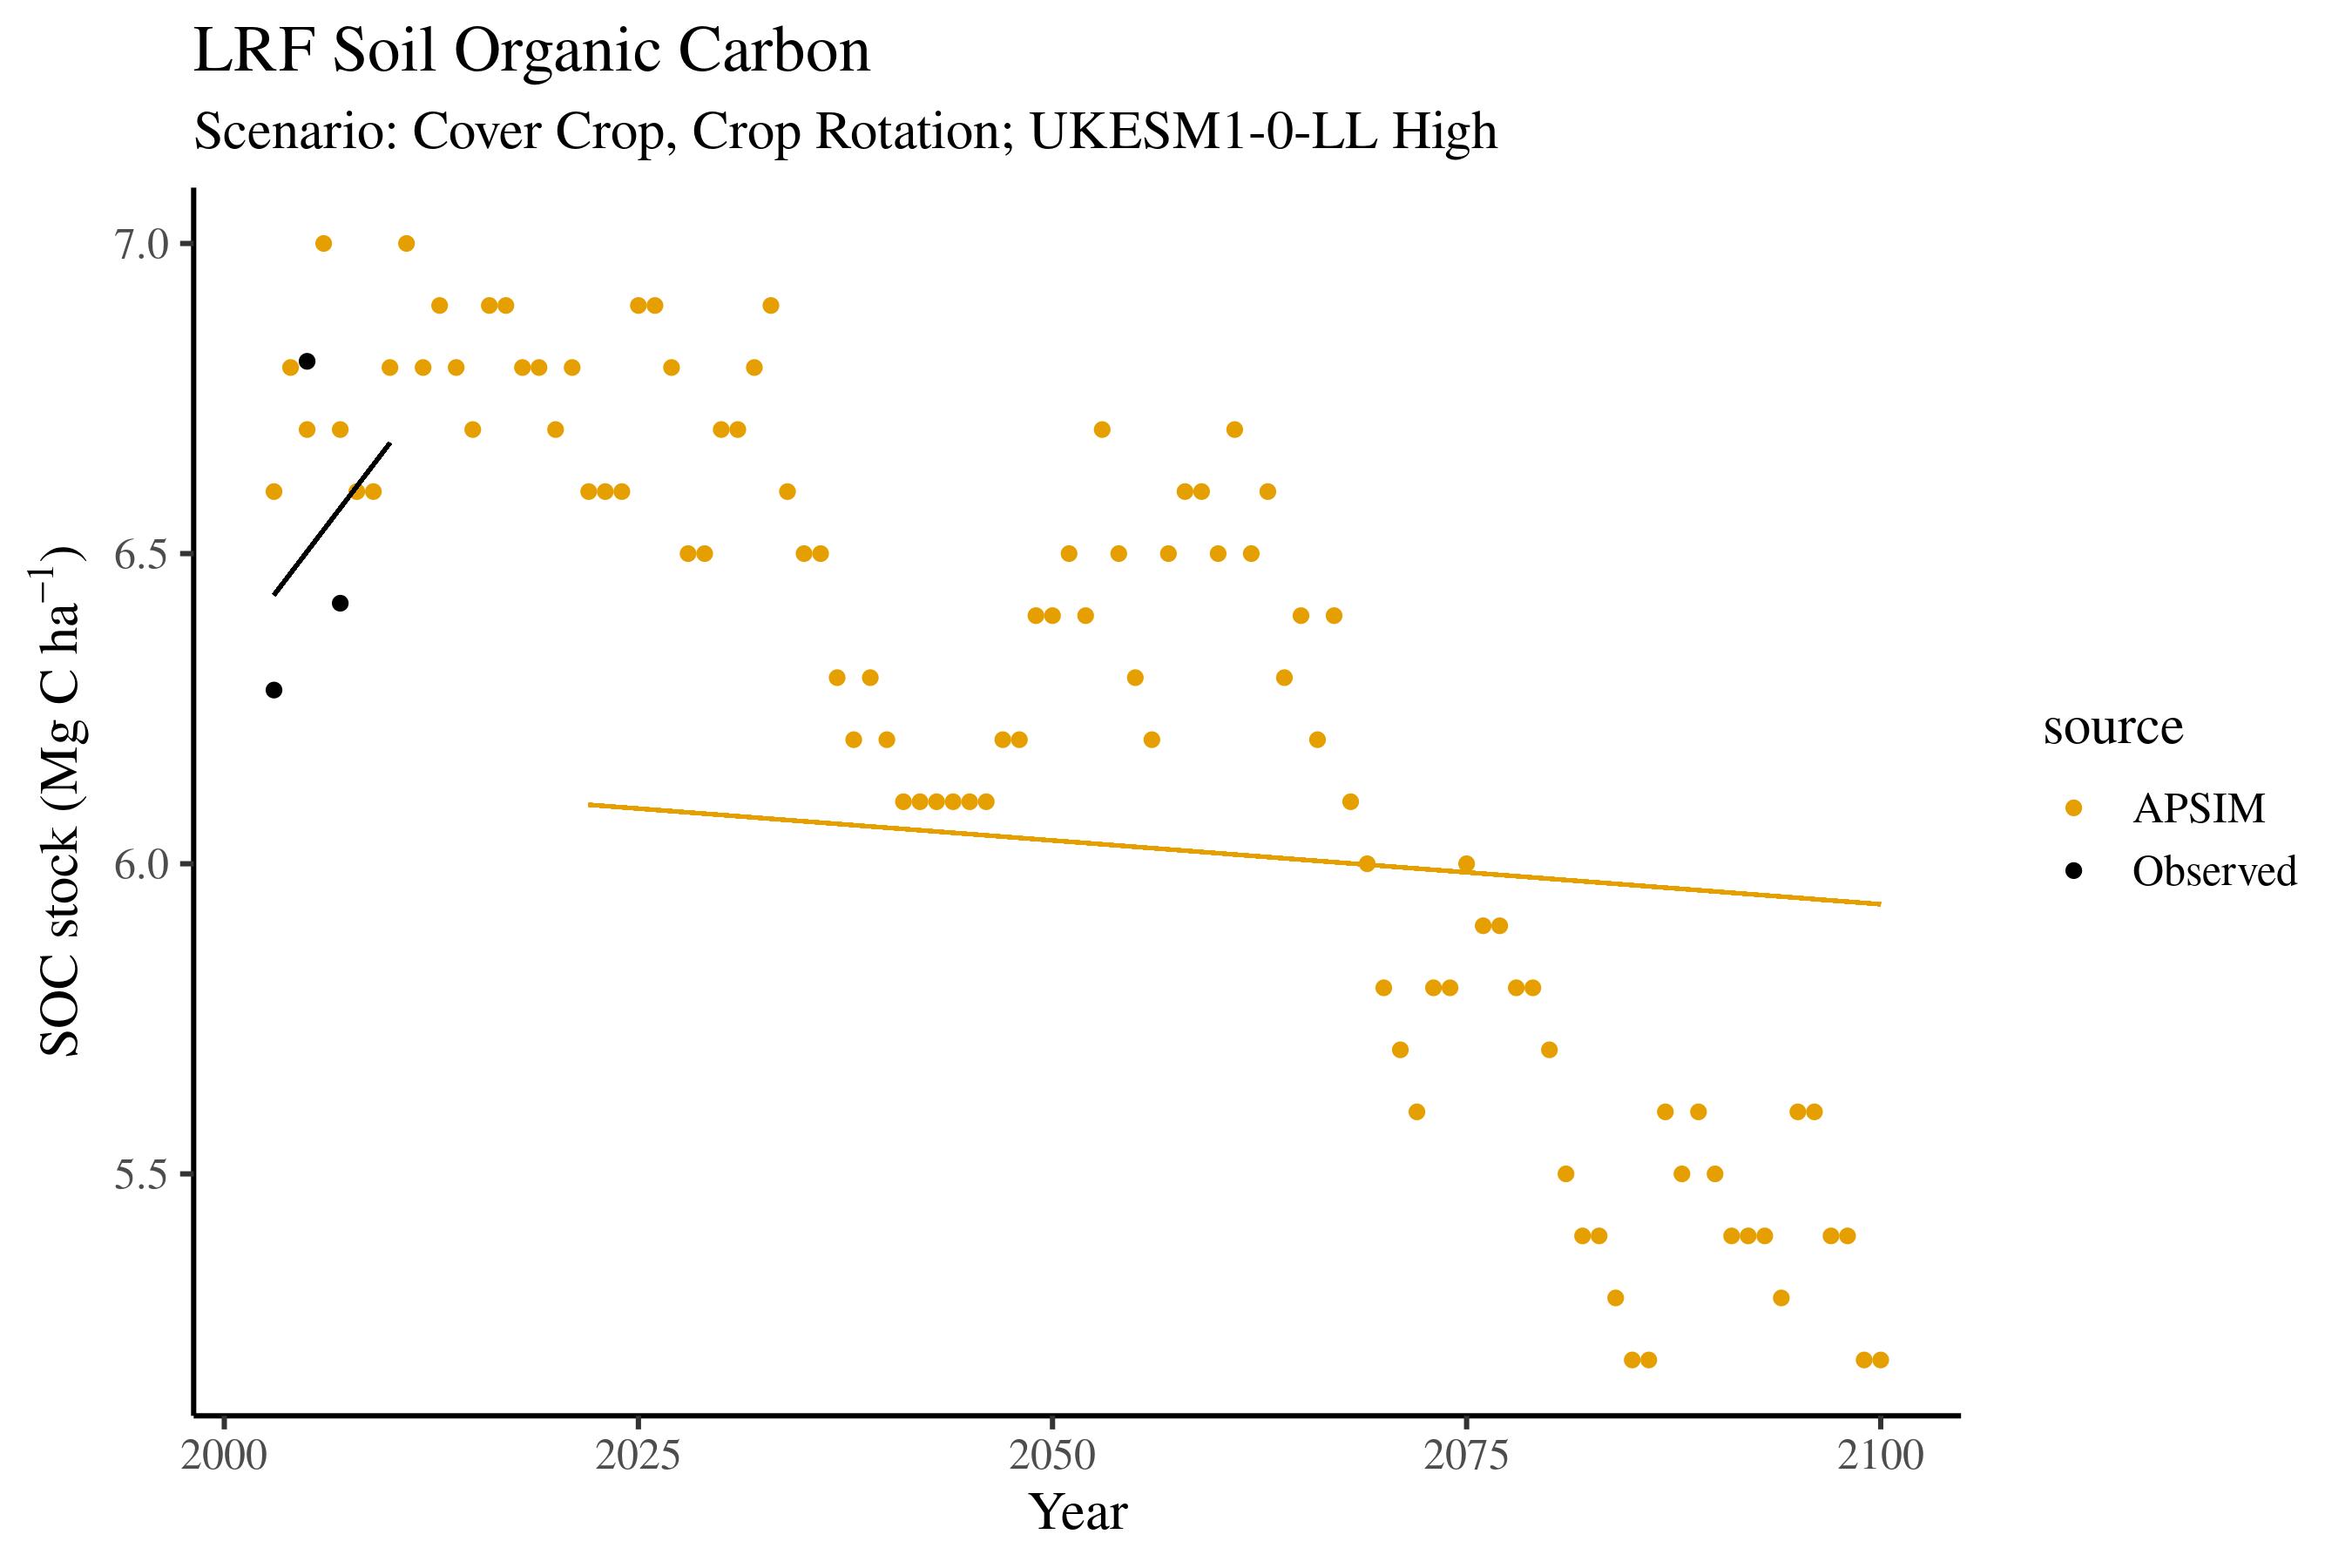 LRF Soil Organic Carbon
Scenario: Cover Crop, Crop Rotation; UKESM1-0-LL High
SOC stock (Mg C ha⁻¹)
7.0
6.5
6.0
5.5
2000
2025
2050
2075
2100
Year
source
APSIM
Observed